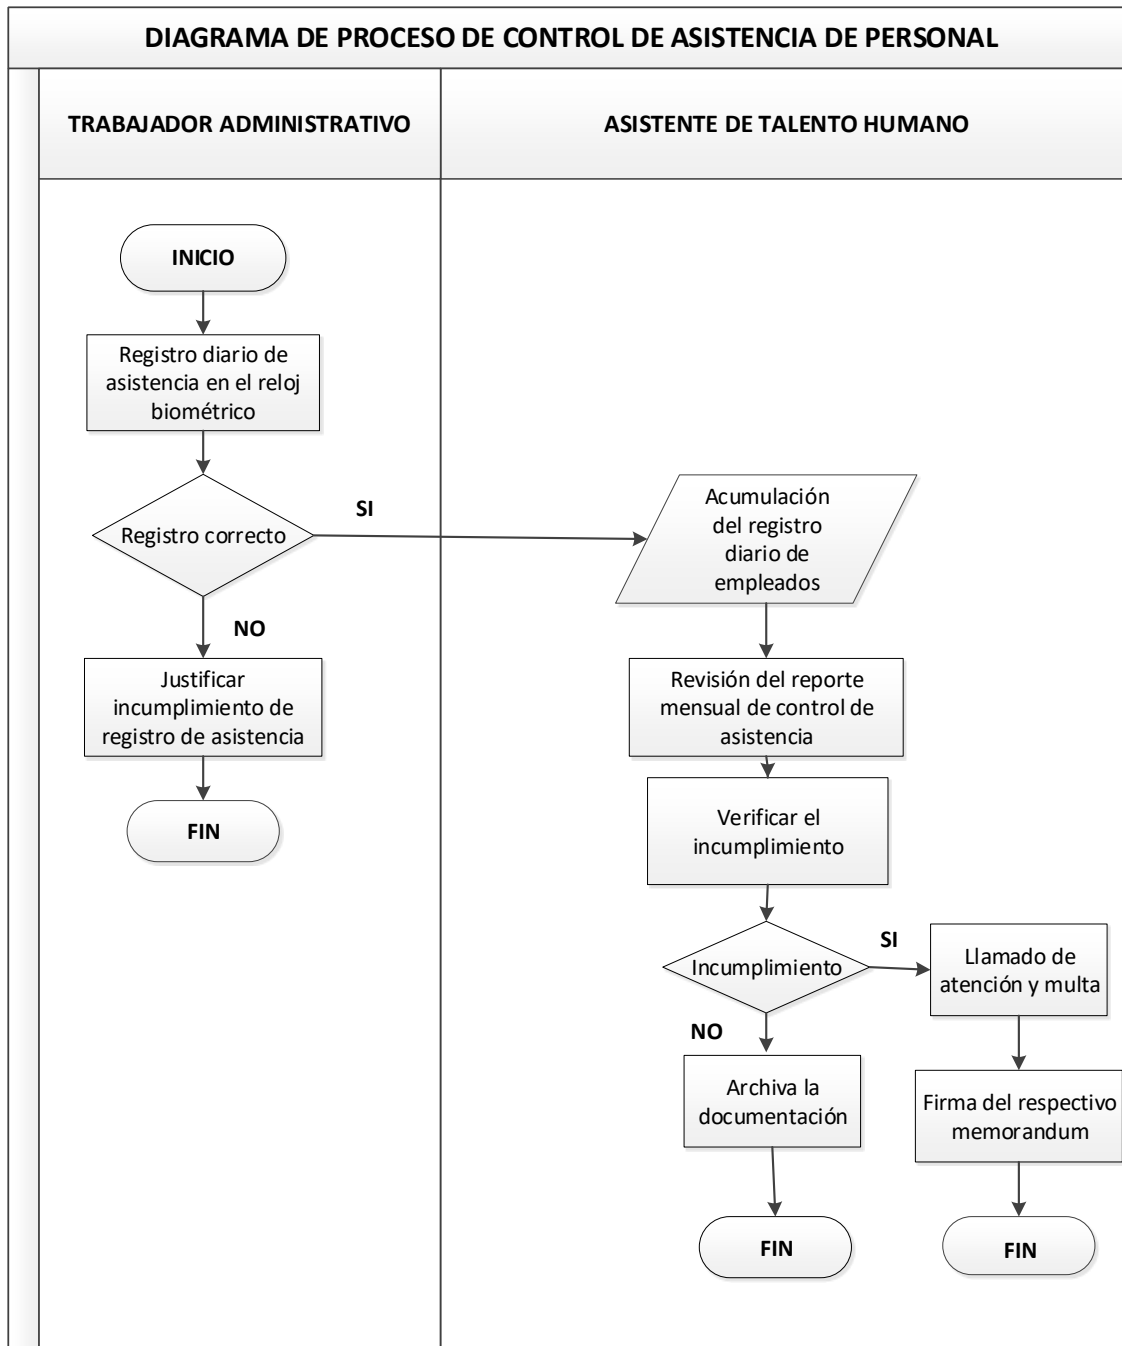 DIAGRAMA DE PROCESO DE CONTROL DE ASISTENCIA DE PERSONAL
TRABAJADOR ADMINISTRATIVO
ASISTENTE DE TALENTO HUMANO
INICIO
Registro diario de
asistencia en el reloj
biométrico
Registro correcto
SI
NO
Justificar
incumplimiento de
registro de asistencia
FIN
Acumulación
del registro
diario de
empleados
Revisión del reporte
mensual de control de
asistencia
Verificar el
incumplimiento
Incumplimiento
SI
Llamado de
atención y multa
NO
Archiva la
documentación
Firma del respectivo
memorandum
FIN
FIN